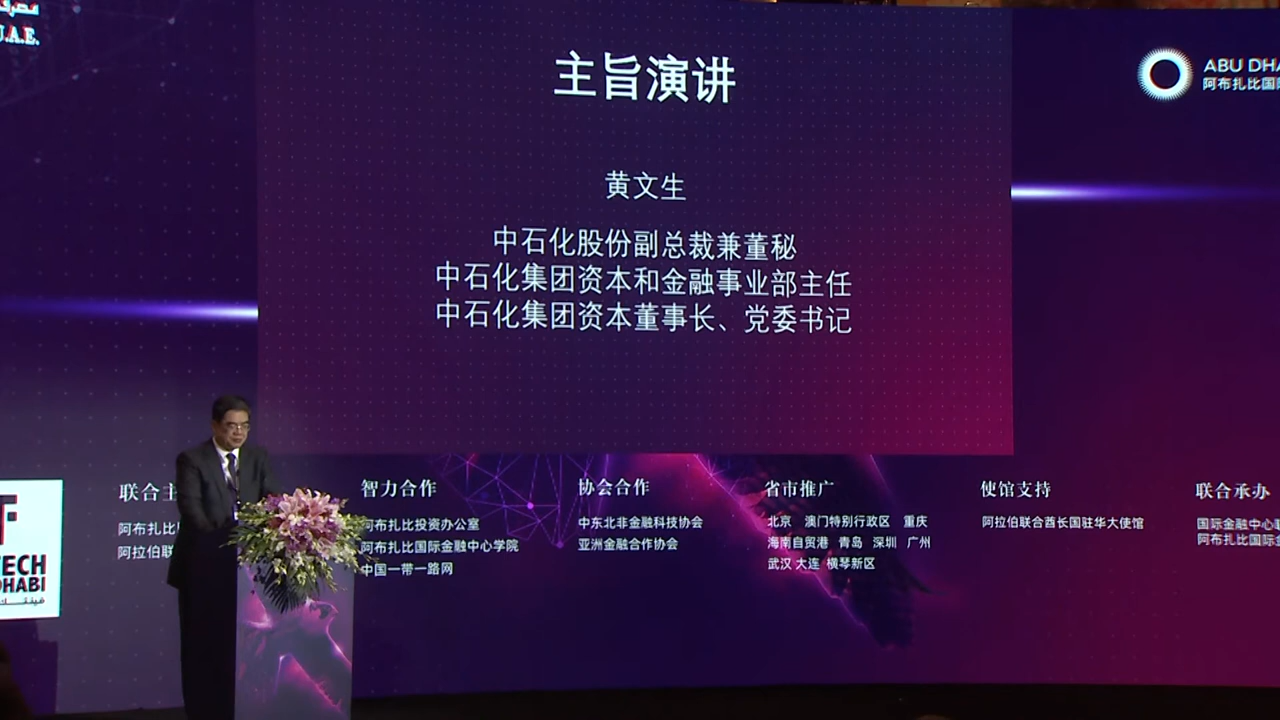 U.A.E.
ABU DHA
阿布扎比国际
主旨演讲
黄文生
中石化股份副总裁兼董秘
中石化集团资本和金融事业部主任
中石化集团资本董事长、党委书记
联合主
阿布扎比
阿拉伯联
智力合作
阿布扎比投资办公室
阿布扎比国际金融中心学院
中国一带一路网
协会合作
中东北非金融科技协会
亚洲金融合作协会
省市推广
北京 澳门特别行政区 重庆
海南自贸港 青岛 深圳 广州
武汉 大连 横琴新区
使馆支持
阿拉伯联合酋长国驻华大使馆
联合承办
国际金融中心
阿布扎比国际金
F
TECH
DHABI